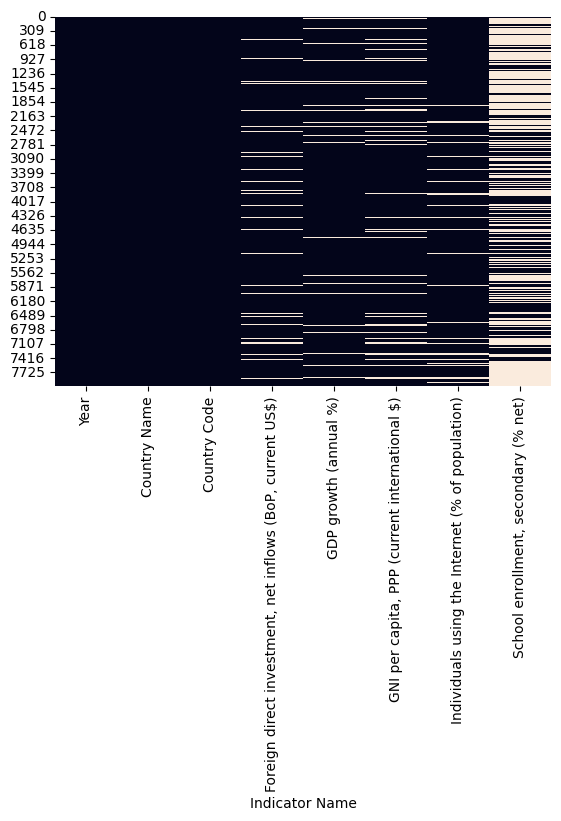 0
309
618
927
1236
1545
1854
2163
2472
2781
3090
3399
3708
4017
4326
4635
4944
5253
5562
5871
6180
6489
6798
7107
7416
7725
Year
Country Name
Country Code
Foreign direct investment, net inflows (BoP, current US$)
GDP growth (annual %)
GNI per capita, PPP (current international $)
Individuals using the Internet (% of population)
School enrollment, secondary (% net)
Indicator Name